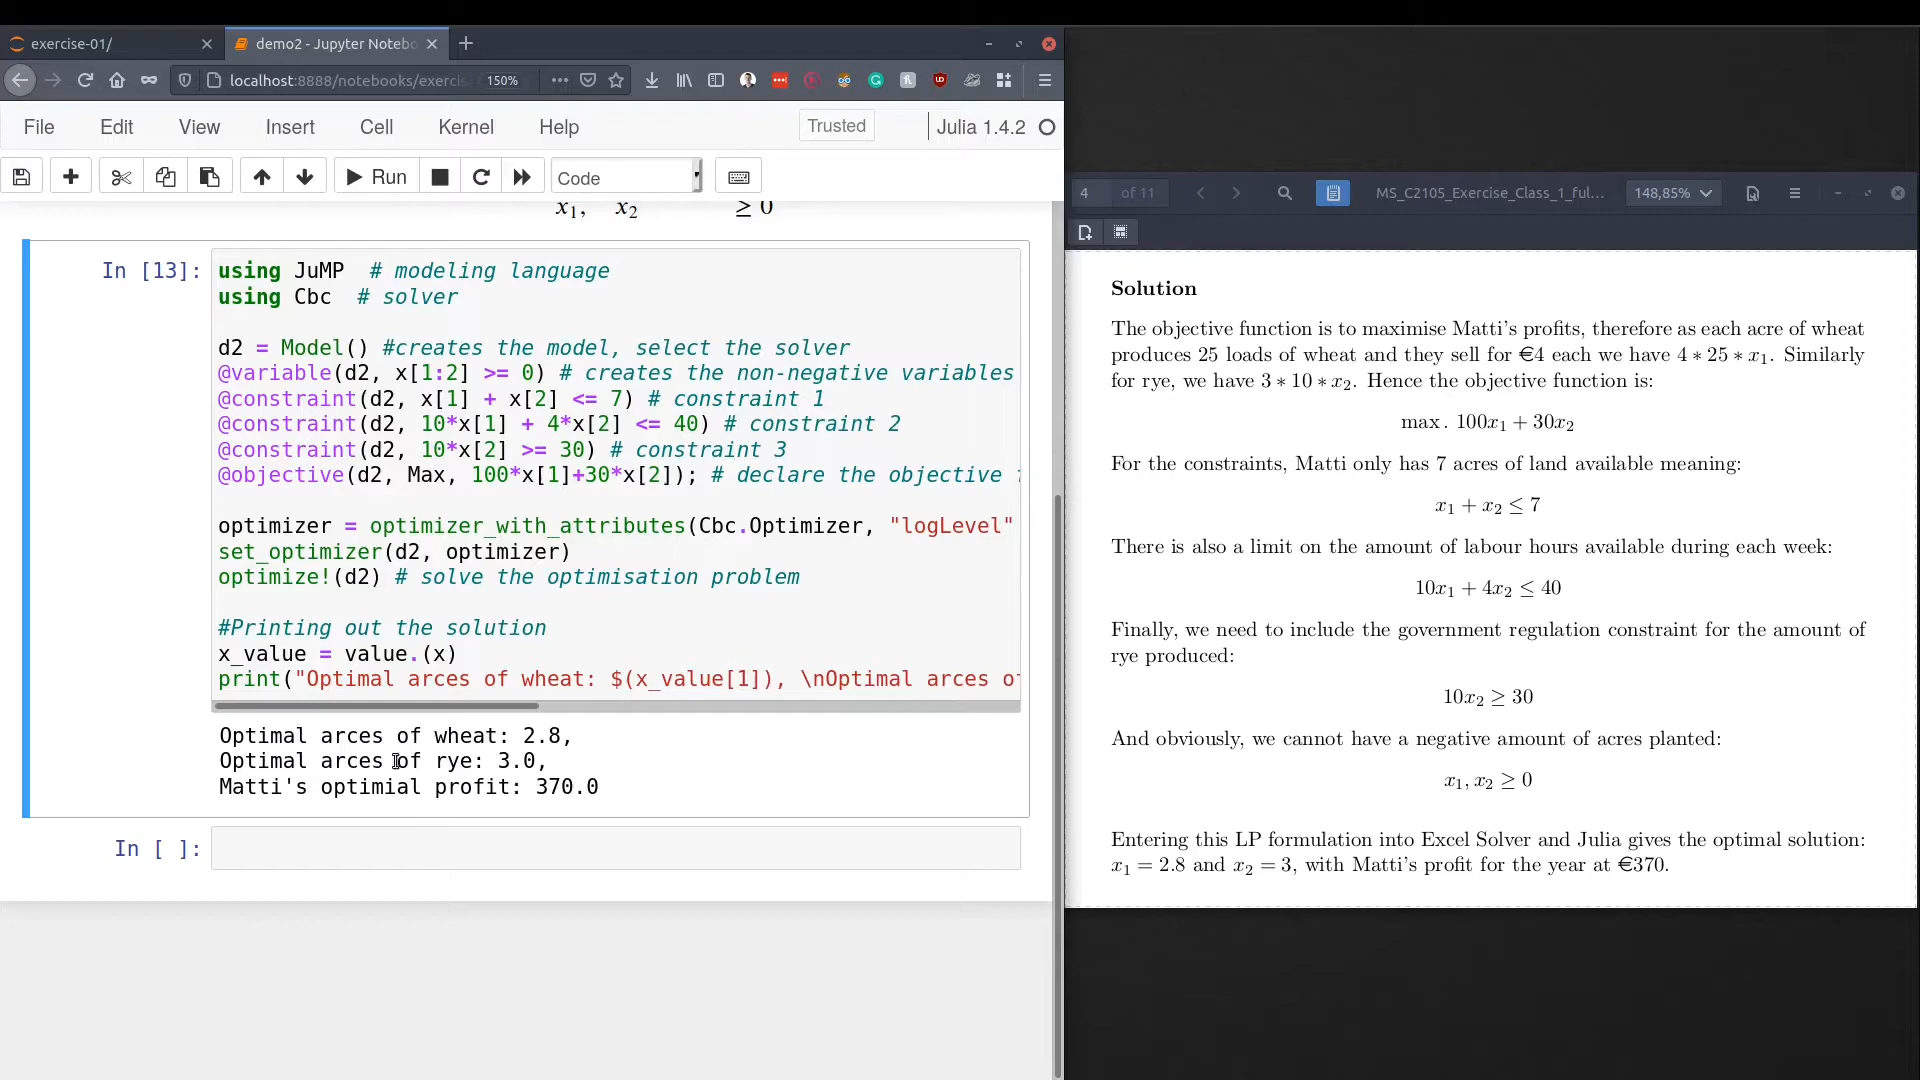 exercise-01/
demo2 - Jupyter Notebo
localhost:8888/notebooks/exercis
150%
File Edit View Insert Cell Kernel Help
Trusted
Julia 1.4.2
Run
Code
x₁, x₂ ≥ 0
In [13]:
using JuMP # modeling language
using Cbc # solver
d2 = Model() #creates the model, select the solver
@variable(d2, x[1:2] >= 0) # creates the non-negative variables
@constraint(d2, x[1] + x[2] <= 7) # constraint 1
@constraint(d2, 10*x[1] + 4*x[2] <= 40) # constraint 2
@constraint(d2, 10*x[2] >= 30) # constraint 3
@objective(d2, Max, 100*x[1]+30*x[2]); # declare the objective
optimizer = optimizer_with_attributes(Cbc.Optimizer, "logLevel"
set_optimizer(d2, optimizer)
optimize!(d2) # solve the optimisation problem
#Printing out the solution
x_value = value.(x)
print("Optimal arces of wheat: $(x_value[1]), \nOptimal arces of
Optimal arces of wheat: 2.8,
Optimal arces of rye: 3.0,
Matti's optimial profit: 370.0
In [ ]:
4 of 11
MS_C2105_Exercise_Class_1_ful...
148,85%
Solution
The objective function is to maximise Matti's profits, therefore as each acre of wheat
produces 25 loads of wheat and they sell for €4 each we have 4 * 25 * x₁. Similarly
for rye, we have 3 * 10 * x₂. Hence the objective function is:
max. 100x₁ + 30x₂
For the constraints, Matti only has 7 acres of land available meaning:
x₁ + x₂ ≤ 7
There is also a limit on the amount of labour hours available during each week:
10x₁ + 4x₂ ≤ 40
Finally, we need to include the government regulation constraint for the amount of
rye produced:
10x₂ ≥ 30
And obviously, we cannot have a negative amount of acres planted:
x₁, x₂ ≥ 0
Entering this LP formulation into Excel Solver and Julia gives the optimal solution:
x₁ = 2.8 and x₂ = 3, with Matti's profit for the year at €370.